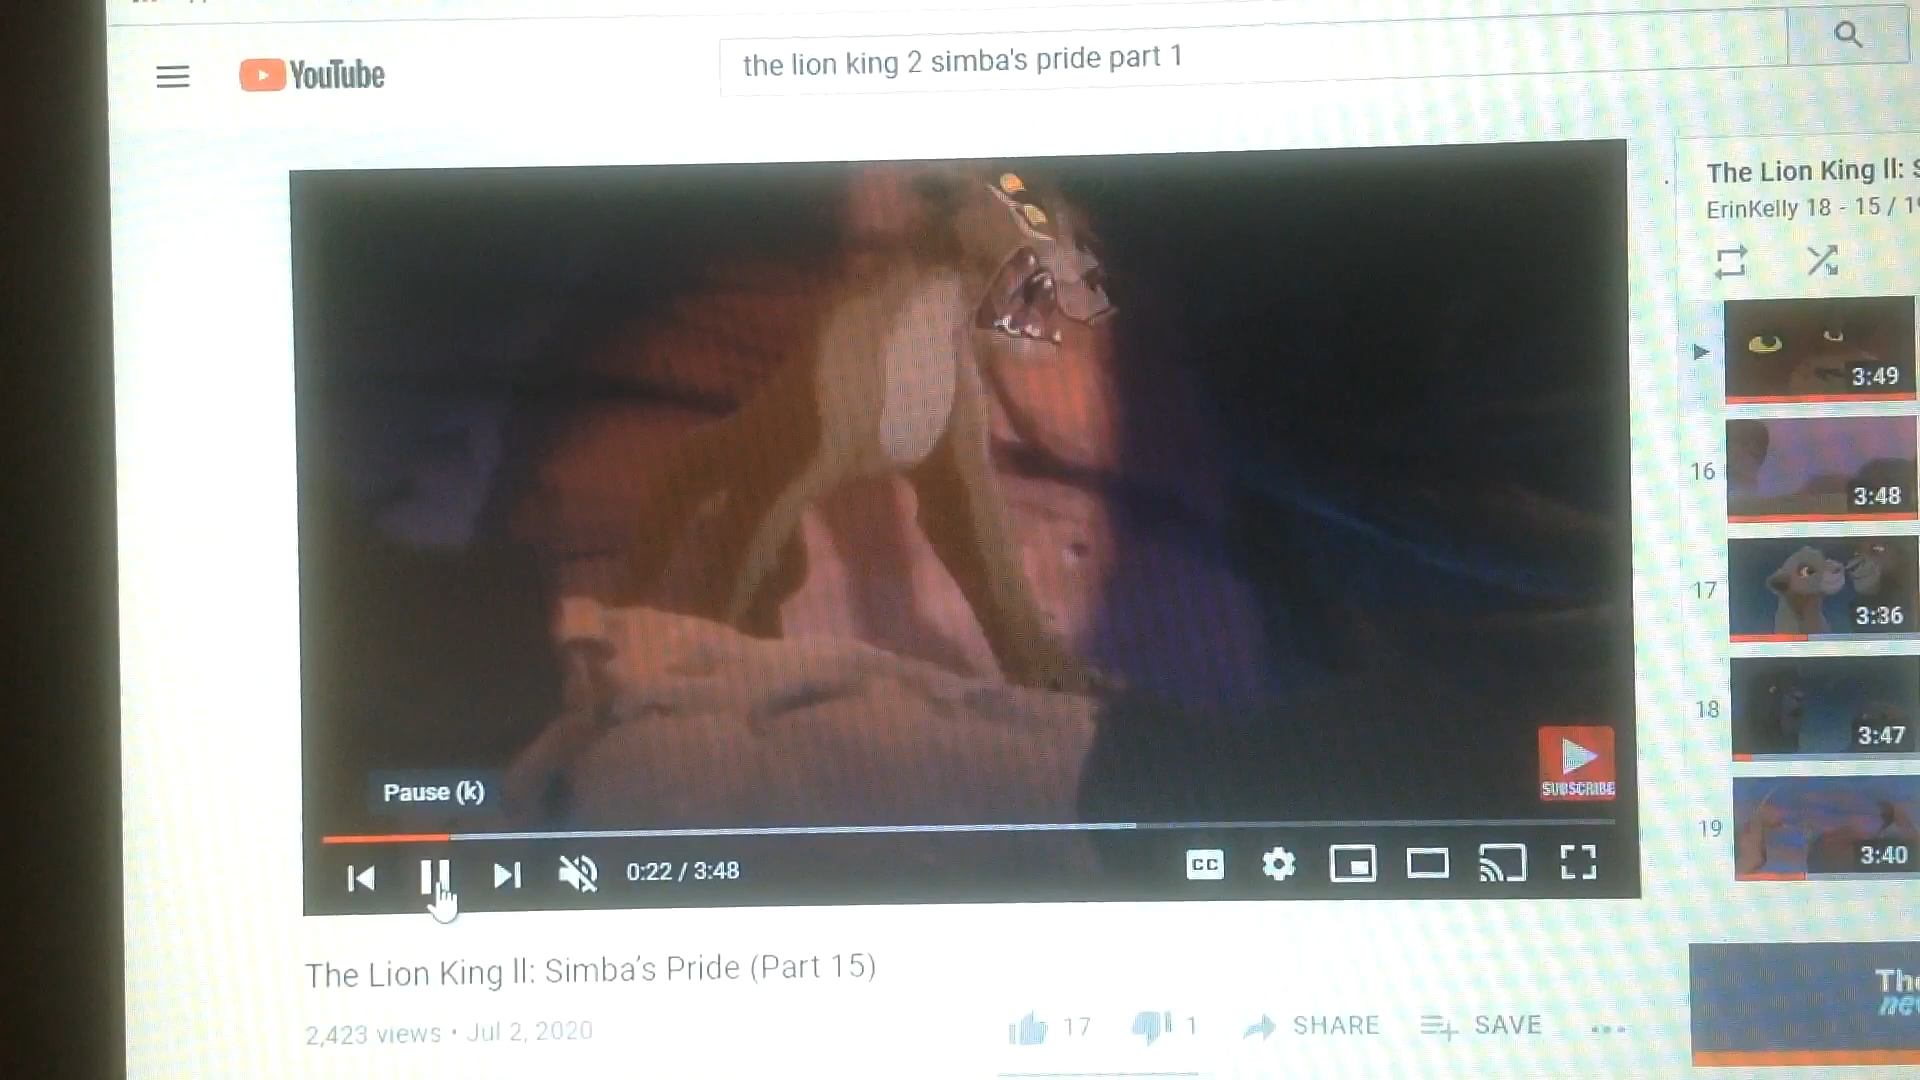 YouTube
the lion king 2 simba's pride part 1
The Lion King II: S
ErinKelly 18 - 15 / 19
3:49
16
3:48
17
3:36
18
3:47
19
3:40
SUBSCRIBE
Pause (k)
0:22 / 3:48
CC
The Lion King II: Simba's Pride (Part 15)
2,423 views • Jul 2, 2020
17
1
SHARE
SAVE
The